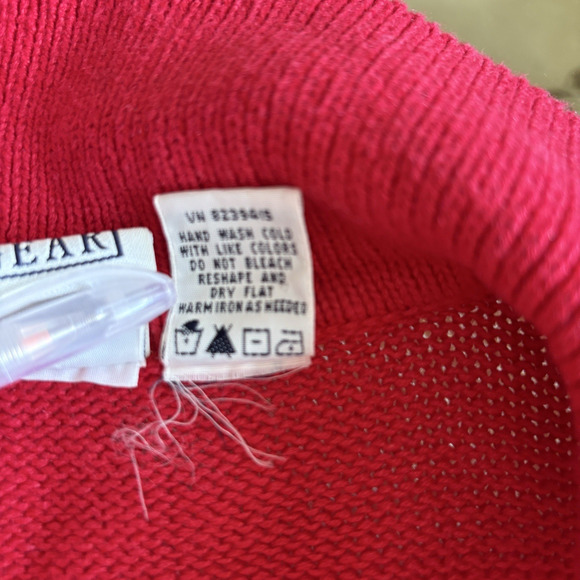 EAR
VN 8239415
HAND WASH COLD
WITH LIKE COLORS
DO NOT BLEACH
RESHAPE AND
DRY FLAT
WARM IRON AS NEEDED